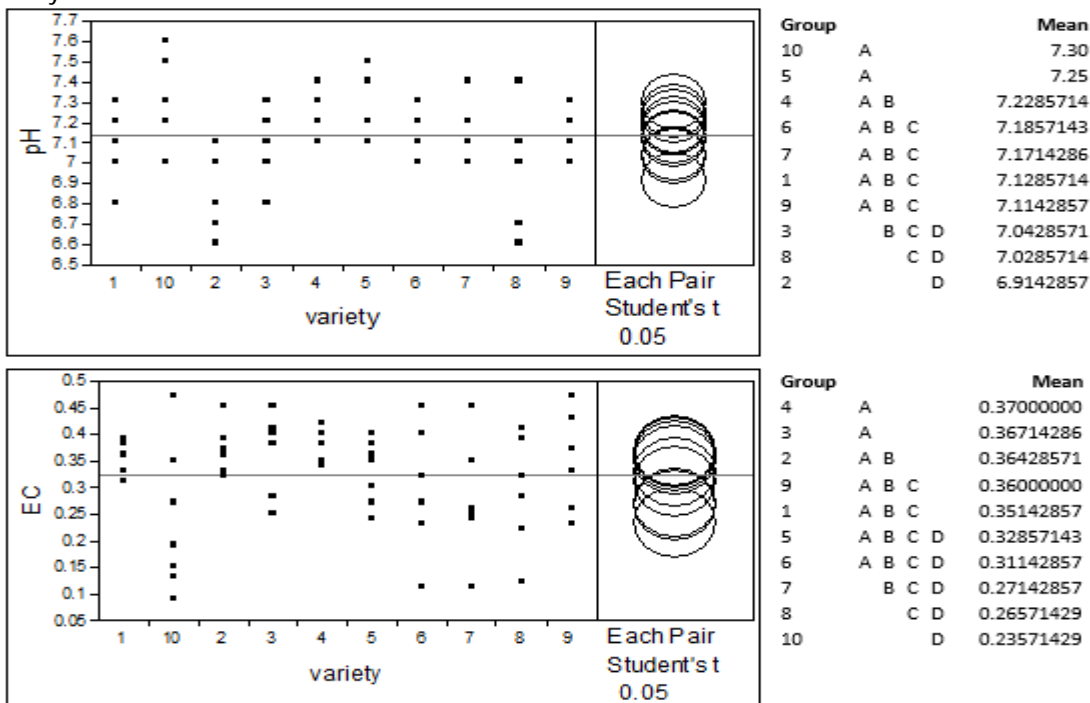 7.7
7.6
7.5
7.4
7.3
7.2
7.1
7
6.9
6.8
6.7
6.6
6.5
pH
1 10 2 3 4 5 6 7 8 9
variety
Each Pair
Student's t
0.05
Group Mean
10 A 7.30
5 A 7.25
4 A B 7.2285714
6 A B C 7.1857143
7 A B C 7.1714286
1 A B C 7.1285714
9 A B C 7.1142857
3 B C D 7.0428571
8 C D 7.0285714
2 D 6.9142857
0.5
0.45
0.4
0.35
0.3
0.25
0.2
0.15
0.1
0.05
EC
1 10 2 3 4 5 6 7 8 9
variety
Each Pair
Student's t
0.05
Group Mean
4 A 0.37000000
3 A 0.36714286
2 A B 0.36428571
9 A B C 0.36000000
1 A B C 0.35142857
5 A B C D 0.32857143
6 A B C D 0.31142857
7 B C D 0.27142857
8 C D 0.26571429
10 D 0.23571429